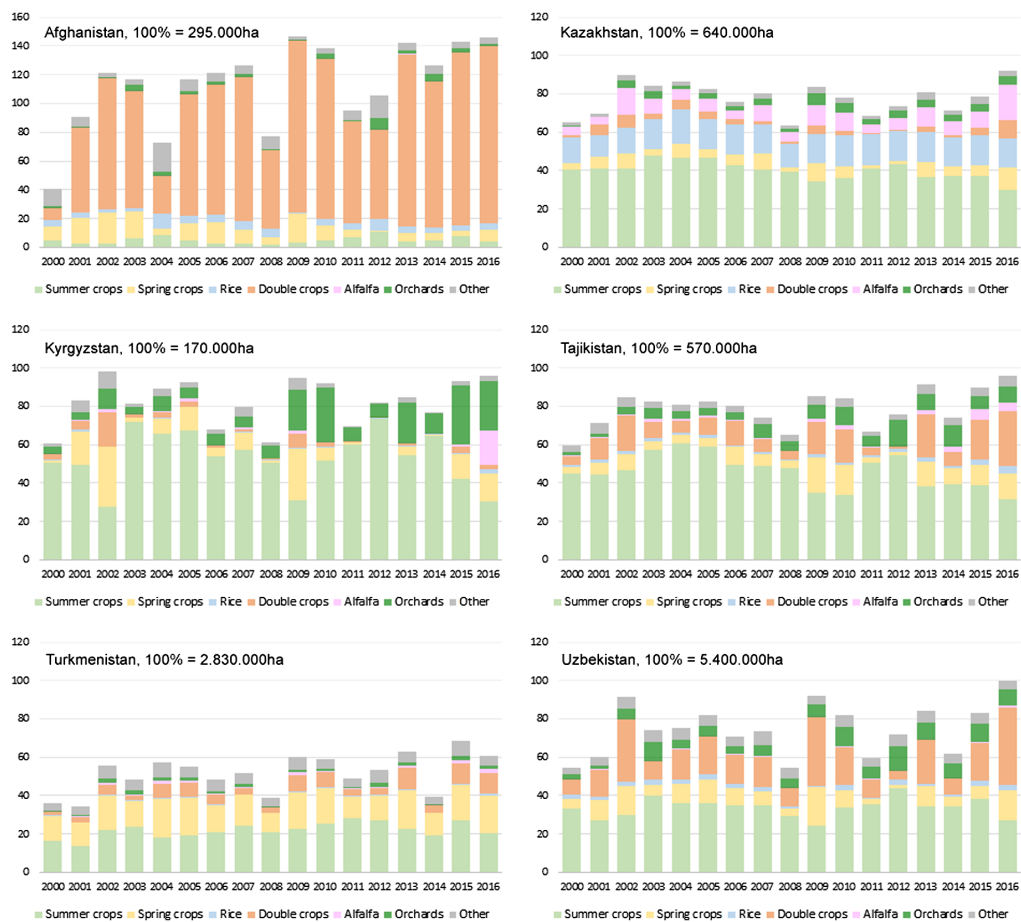 Afghanistan, 100% = 295.000ha
160
140
120
100
80
60
40
20
0
2000 2001 2002 2003 2004 2005 2006 2007 2008 2009 2010 2011 2012 2013 2014 2015 2016
Summer crops Spring crops Rice Double crops Alfalfa Orchards Other
Kazakhstan, 100% = 640.000ha
120
100
80
60
40
20
0
2000 2001 2002 2003 2004 2005 2006 2007 2008 2009 2010 2011 2012 2013 2014 2015 2016
Summer crops Spring crops Rice Double crops Alfalfa Orchards Other
Kyrgyzstan, 100% = 170.000ha
120
100
80
60
40
20
0
2000 2001 2002 2003 2004 2005 2006 2007 2008 2009 2010 2011 2012 2013 2014 2015 2016
Summer crops Spring crops Rice Double crops Alfalfa Orchards Other
Tajikistan, 100% = 570.000ha
120
100
80
60
40
20
0
2000 2001 2002 2003 2004 2005 2006 2007 2008 2009 2010 2011 2012 2013 2014 2015 2016
Summer crops Spring crops Rice Double crops Alfalfa Orchards Other
Turkmenistan, 100% = 2.830.000ha
120
100
80
60
40
20
0
2000 2001 2002 2003 2004 2005 2006 2007 2008 2009 2010 2011 2012 2013 2014 2015 2016
Summer crops Spring crops Rice Double crops Alfalfa Orchards Other
Uzbekistan, 100% = 5.400.000ha
120
100
80
60
40
20
0
2000 2001 2002 2003 2004 2005 2006 2007 2008 2009 2010 2011 2012 2013 2014 2015 2016
Summer crops Spring crops Rice Double crops Alfalfa Orchards Other